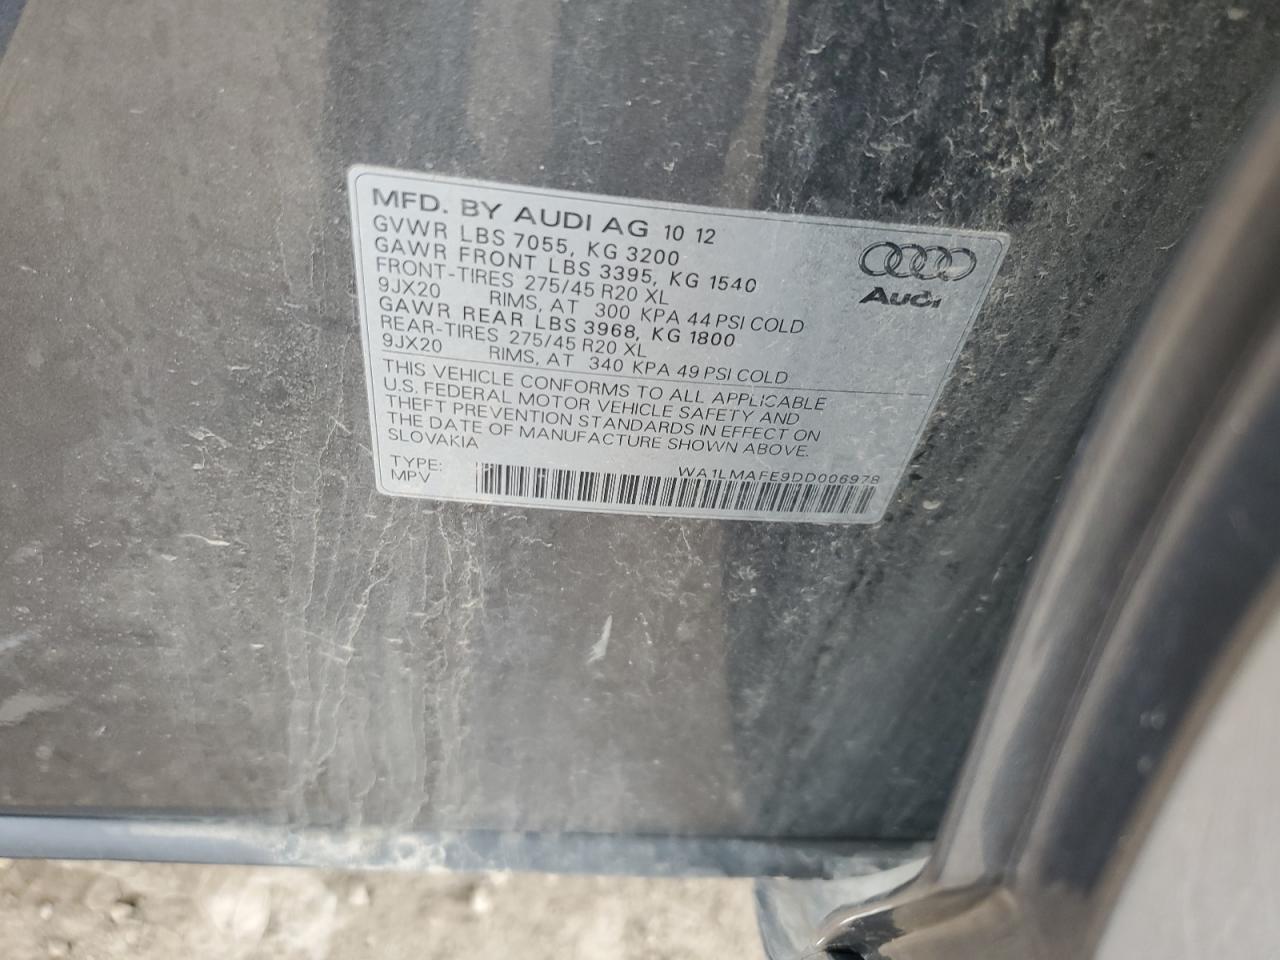 MFD. BY AUDI AG 10 12
GVWR LBS 7055, KG 3200
GAWR FRONT LBS 3395, KG 1540
FRONT-TIRES 275/45 R20 XL
9JX20 RIMS, AT 300 KPA 44 PSI COLD
GAWR REAR LBS 3968, KG 1800
REAR-TIRES 275/45 R20 XL
9JX20 RIMS, AT 340 KPA 49 PSI COLD
Audi
THIS VEHICLE CONFORMS TO ALL APPLICABLE
U.S. FEDERAL MOTOR VEHICLE SAFETY AND
THEFT PREVENTION STANDARDS IN EFFECT ON
THE DATE OF MANUFACTURE SHOWN ABOVE.
SLOVAKIA
WA1LMAFE9DD006978
TYPE:
MPV